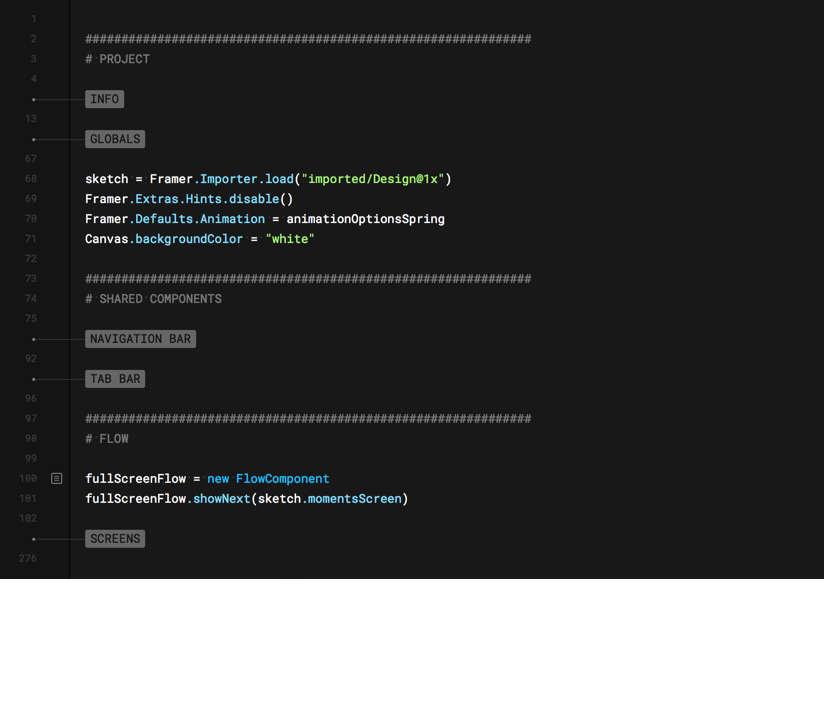 1
2 ##############################################################
3 # PROJECT
4
INFO
13
GLOBALS
67
68 sketch = Framer.Importer.load("imported/Design@1x")
69 Framer.Extras.Hints.disable()
70 Framer.Defaults.Animation = animationOptionsSpring
71 Canvas.backgroundColor = "white"
72
73 ##############################################################
74 # SHARED COMPONENTS
75
NAVIGATION BAR
92
TAB BAR
96
97 ##############################################################
98 # FLOW
99
100 fullScreenFlow = new FlowComponent
101 fullScreenFlow.showNext(sketch.momentsScreen)
102
SCREENS
276